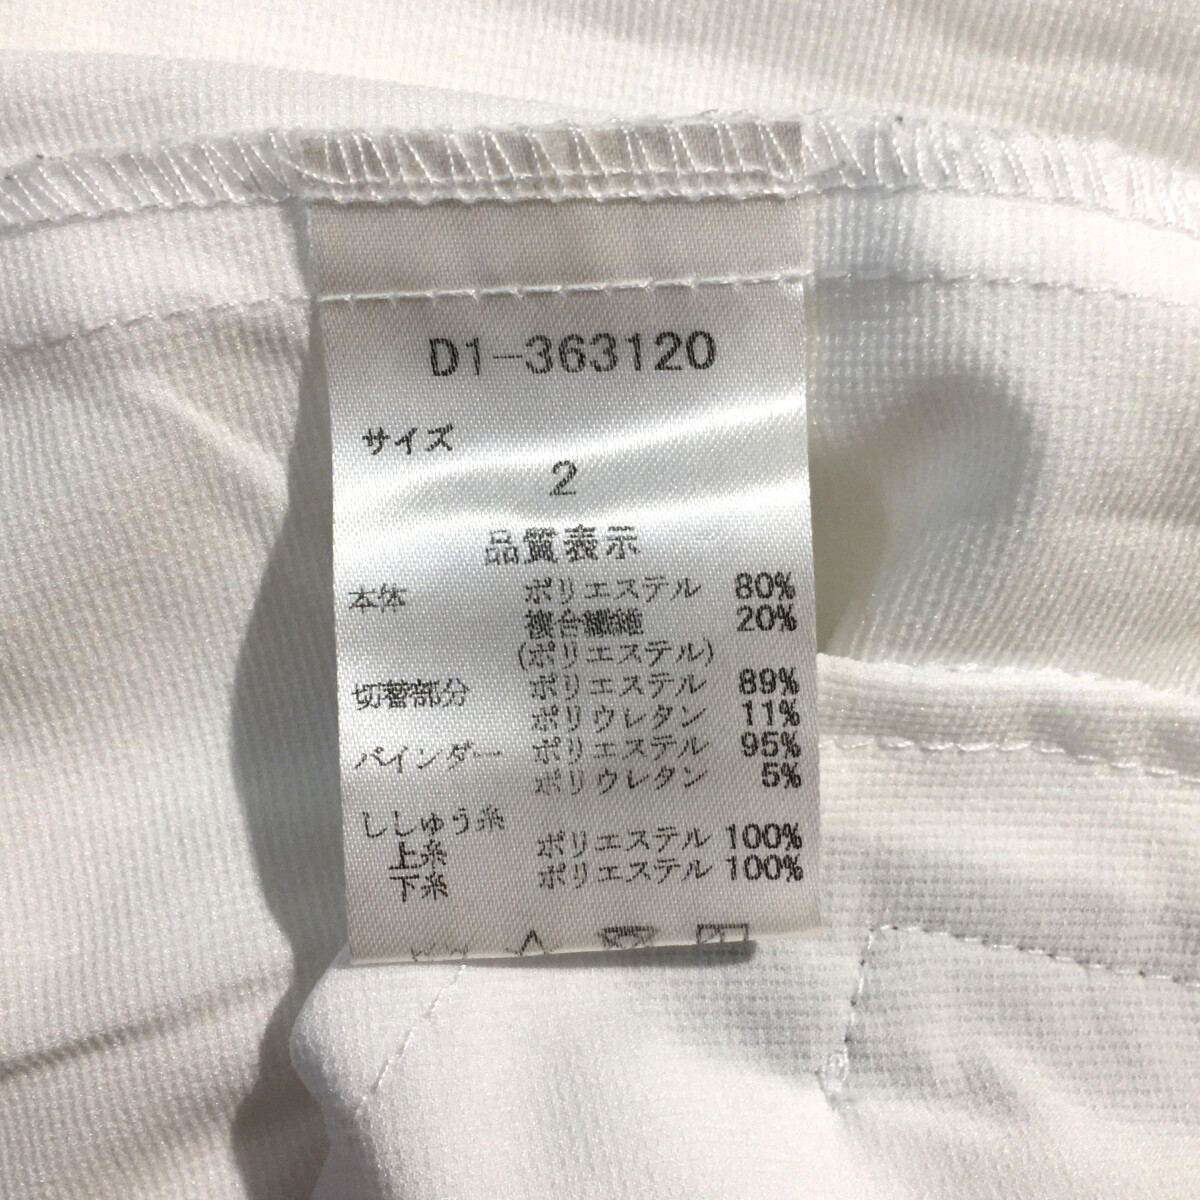 D1-363120
サイズ
2
品質表示
本体 ポリエステル 80%
複合繊維 20%
(ポリエステル)
切替部分 ポリエステル 89%
ポリウレタン 11%
バインダー ポリエステル 95%
ポリウレタン 5%
ししゅう糸
上糸 ポリエステル 100%
下糸 ポリエステル 100%